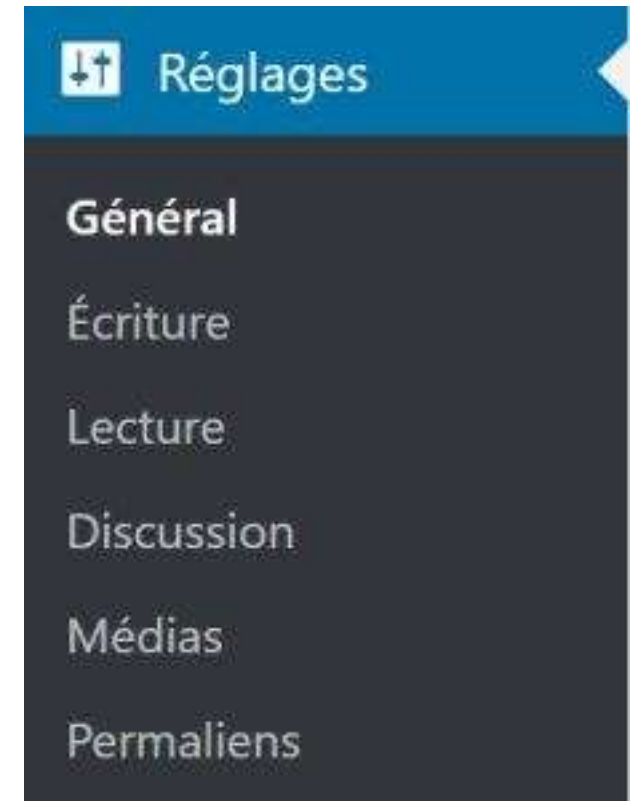 Réglages
Général
Écriture
Lecture
Discussion
Médias
Permaliens